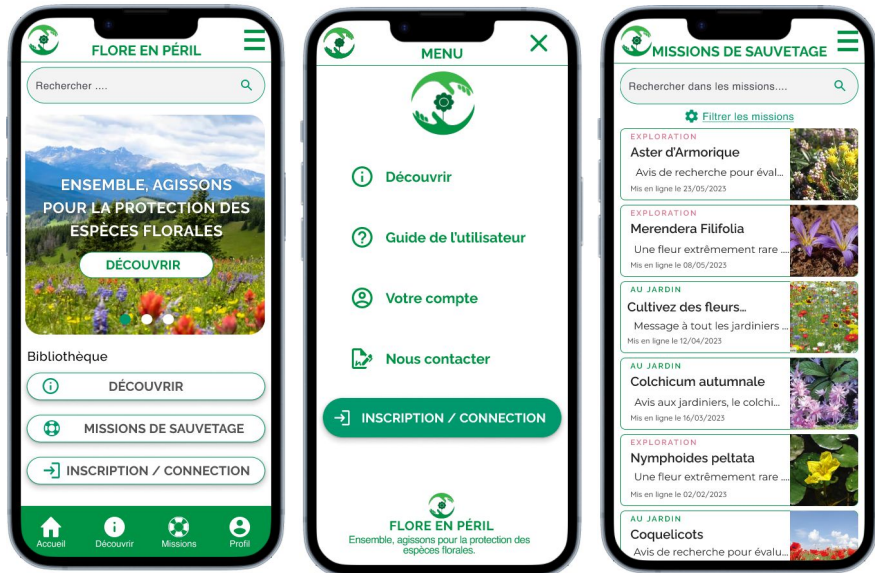 FLORE EN PÉRIL
Rechercher ....
ENSEMBLE, AGISSONS
POUR LA PROTECTION DES
ESPÈCES FLORALES
DÉCOUVRIR
Bibliothèque
DÉCOUVRIR
MISSIONS DE SAUVETAGE
INSCRIPTION / CONNECTION
Accueil Découvrir Missions Profil
MENU
Découvrir
Guide de l'utilisateur
Votre compte
Nous contacter
INSCRIPTION / CONNECTION
FLORE EN PÉRIL
Ensemble, agissons pour la protection des
espèces florales.
MISSIONS DE SAUVETAGE
Rechercher dans les missions....
Filtrer les missions
EXPLORATION
Aster d'Armorique
Avis de recherche pour éval...
Mis en ligne le 23/05/2023
EXPLORATION
Merendera Filifolia
Une fleur extrêmement rare ...
Mis en ligne le 08/05/2023
AU JARDIN
Cultivez des fleurs...
Message à tout les jardiniers ...
Mis en ligne le 12/04/2023
AU JARDIN
Colchicum autumnale
Avis aux jardiniers, le colchi...
Mis en ligne le 16/03/2023
EXPLORATION
Nymphoides peltata
Une fleur extrêmement rare ....
Mis en ligne le 02/02/2023
AU JARDIN
Coquelicots
Avis de recherche pour évalu...